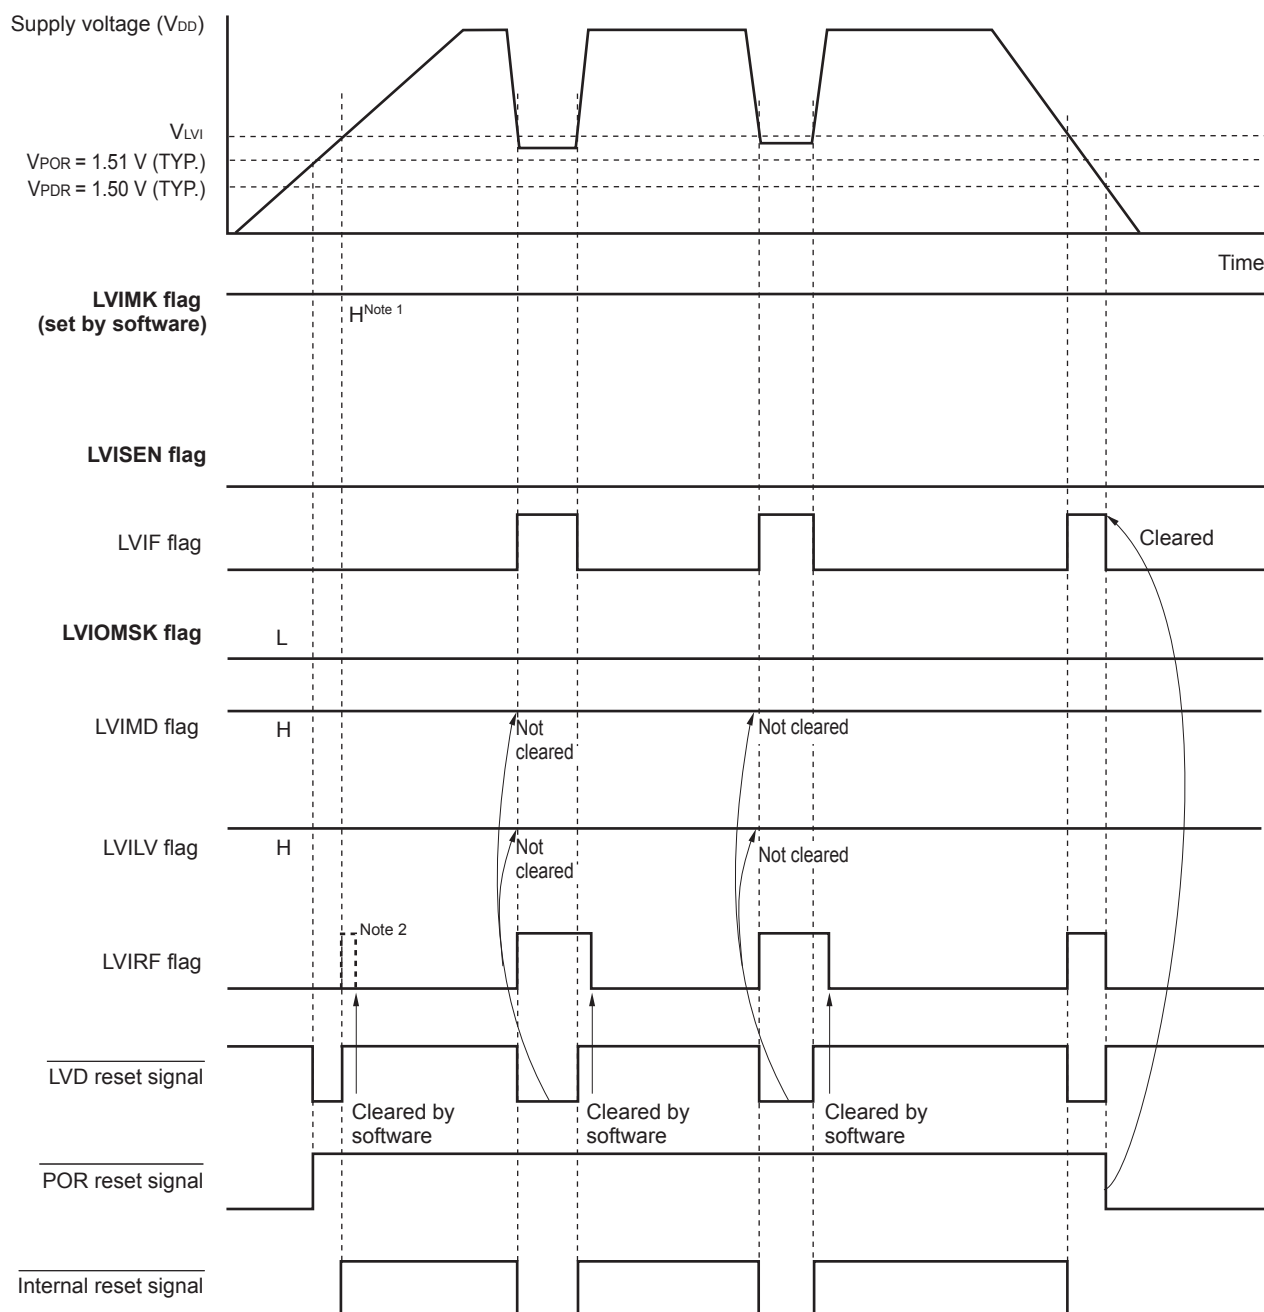 Supply voltage (VDD)
VLVI
VPOR = 1.51 V (TYP.)
VPDR = 1.50 V (TYP.)
Time
LVIMK flag
(set by software)
HNote 1
LVISEN flag
LVIF flag
Cleared
LVIOMSK flag
L
LVIMD flag
H
Not
cleared
Not cleared
LVILV flag
H
Not
cleared
Not cleared
LVIRF flag
Note 2
LVD reset signal
Cleared by
software
Cleared by
software
Cleared by
software
POR reset signal
Internal reset signal